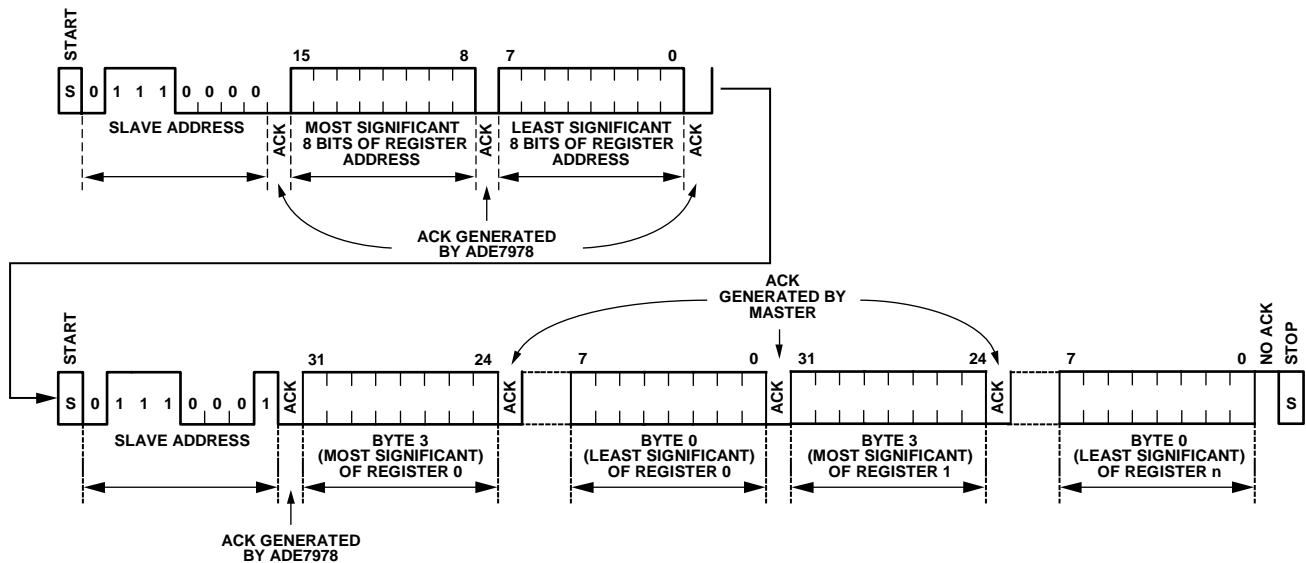 START
15 8 7 0
S 0 1 1 1 0 0 0 0
SLAVE ADDRESS
ACK
MOST SIGNIFICANT
8 BITS OF REGISTER
ADDRESS
ACK
LEAST SIGNIFICANT
8 BITS OF REGISTER
ADDRESS
ACK
ACK GENERATED
BY ADE7978
ACK
GENERATED BY
MASTER
START
31 24 7 0 31 24 7 0
NO ACK
STOP
S 0 1 1 1 0 0 0 1
ACK
ACK
ACK
ACK
S
SLAVE ADDRESS
BYTE 3
(MOST SIGNIFICANT)
OF REGISTER 0
BYTE 0
(LEAST SIGNIFICANT)
OF REGISTER 0
BYTE 3
(MOST SIGNIFICANT)
OF REGISTER 1
BYTE 0
(LEAST SIGNIFICANT)
OF REGISTER n
ACK GENERATED
BY ADE7978